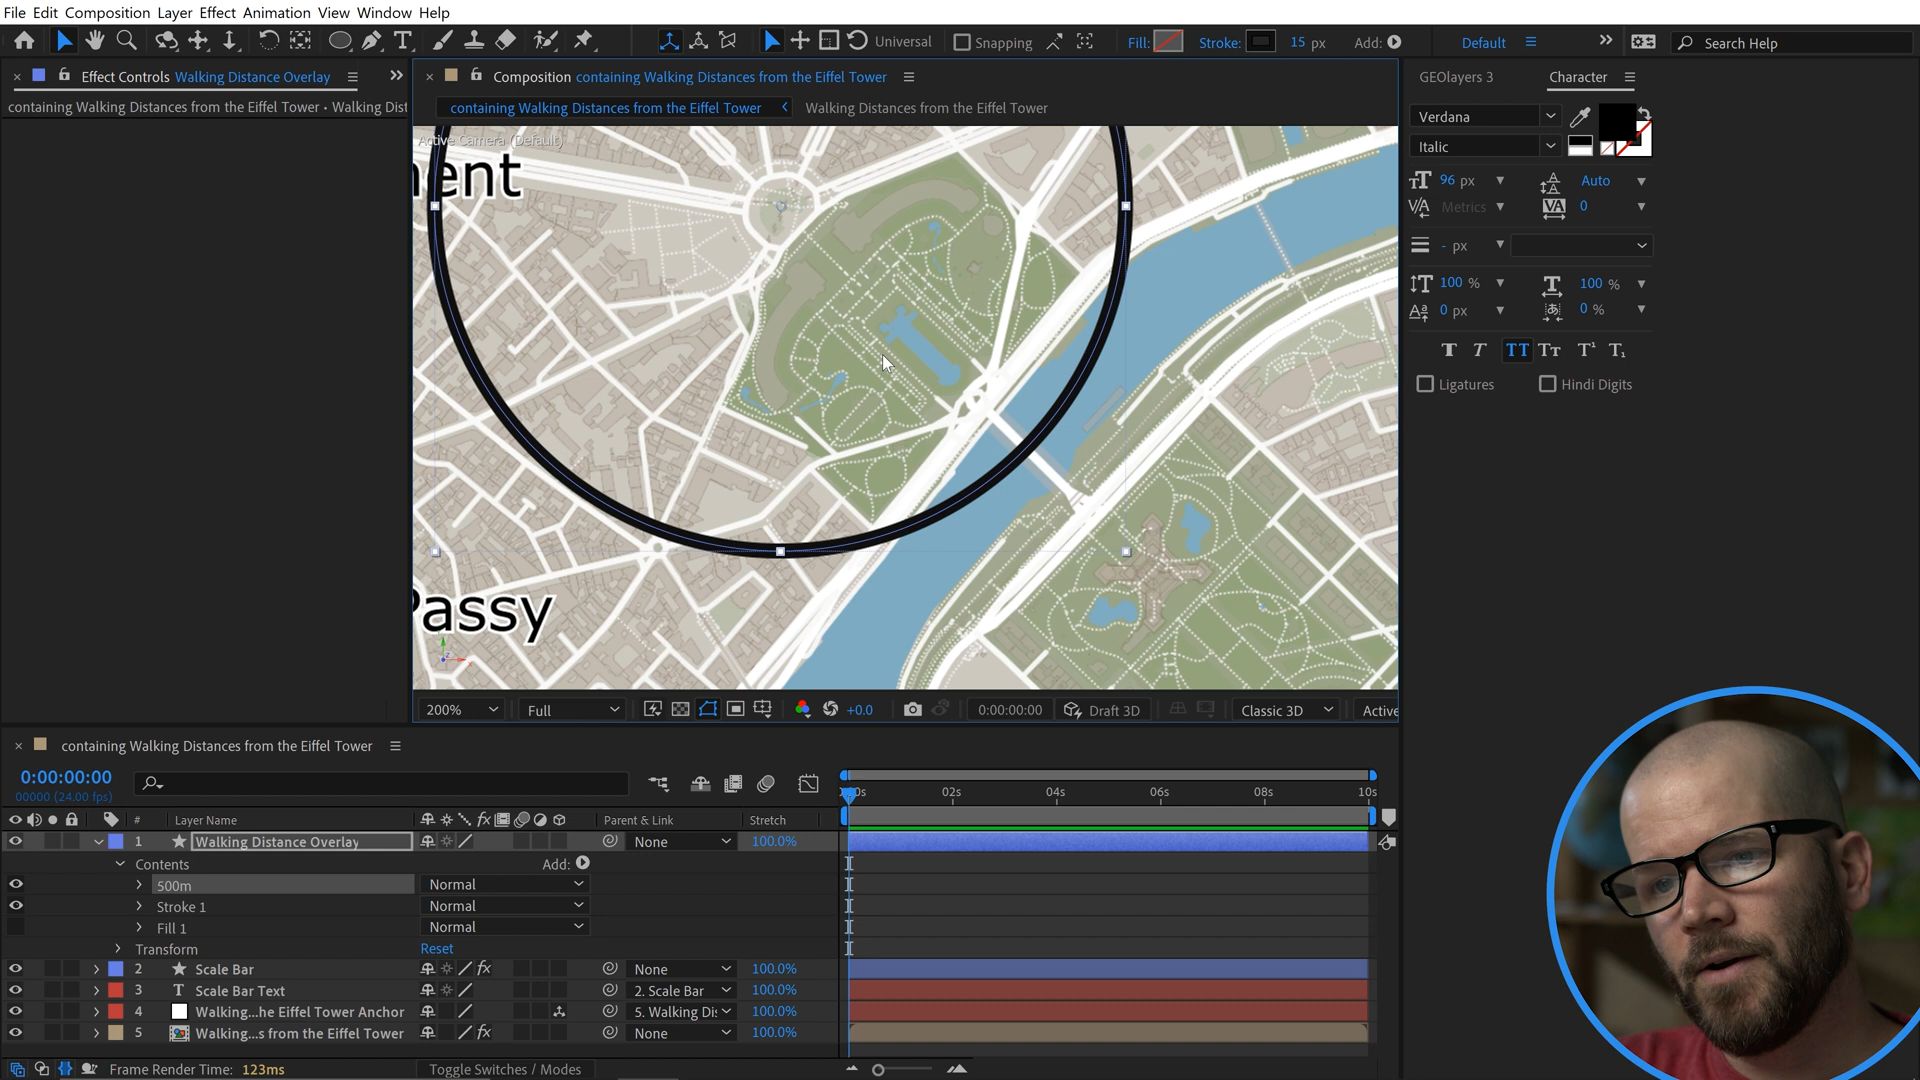 File Edit Composition Layer Effect Animation View Window Help
Universal Snapping Fill: Stroke: 15 px Add: Default Search Help
Effect Controls Walking Distance Overlay
containing Walking Distances from the Eiffel Tower • Walking Dist
Composition containing Walking Distances from the Eiffel Tower
containing Walking Distances from the Eiffel Tower Walking Distances from the Eiffel Tower
Active Camera (Default)
ment
Passy
200% Full +0.0 0:00:00:00 Draft 3D Classic 3D Active
GEOlayers 3 Character
Verdana
Italic
96 px Auto
Metrics 0
- px
100 % 100 %
0 px 0 %
Ligatures Hindi Digits
containing Walking Distances from the Eiffel Tower
0:00:00:00
00000 (24.00 fps)
02s 04s 06s 08s 10s
# Layer Name Parent & Link Stretch
1 Walking Distance Overlay None 100.0%
Contents Add:
500m Normal
Stroke 1 Normal
Fill 1 Normal
Transform Reset
2 Scale Bar None 100.0%
3 T Scale Bar Text 2. Scale Bar 100.0%
4 Walking...he Eiffel Tower Anchor 5. Walking Dis 100.0%
5 Walking...s from the Eiffel Tower None 100.0%
Frame Render Time: 123ms Toggle Switches / Modes